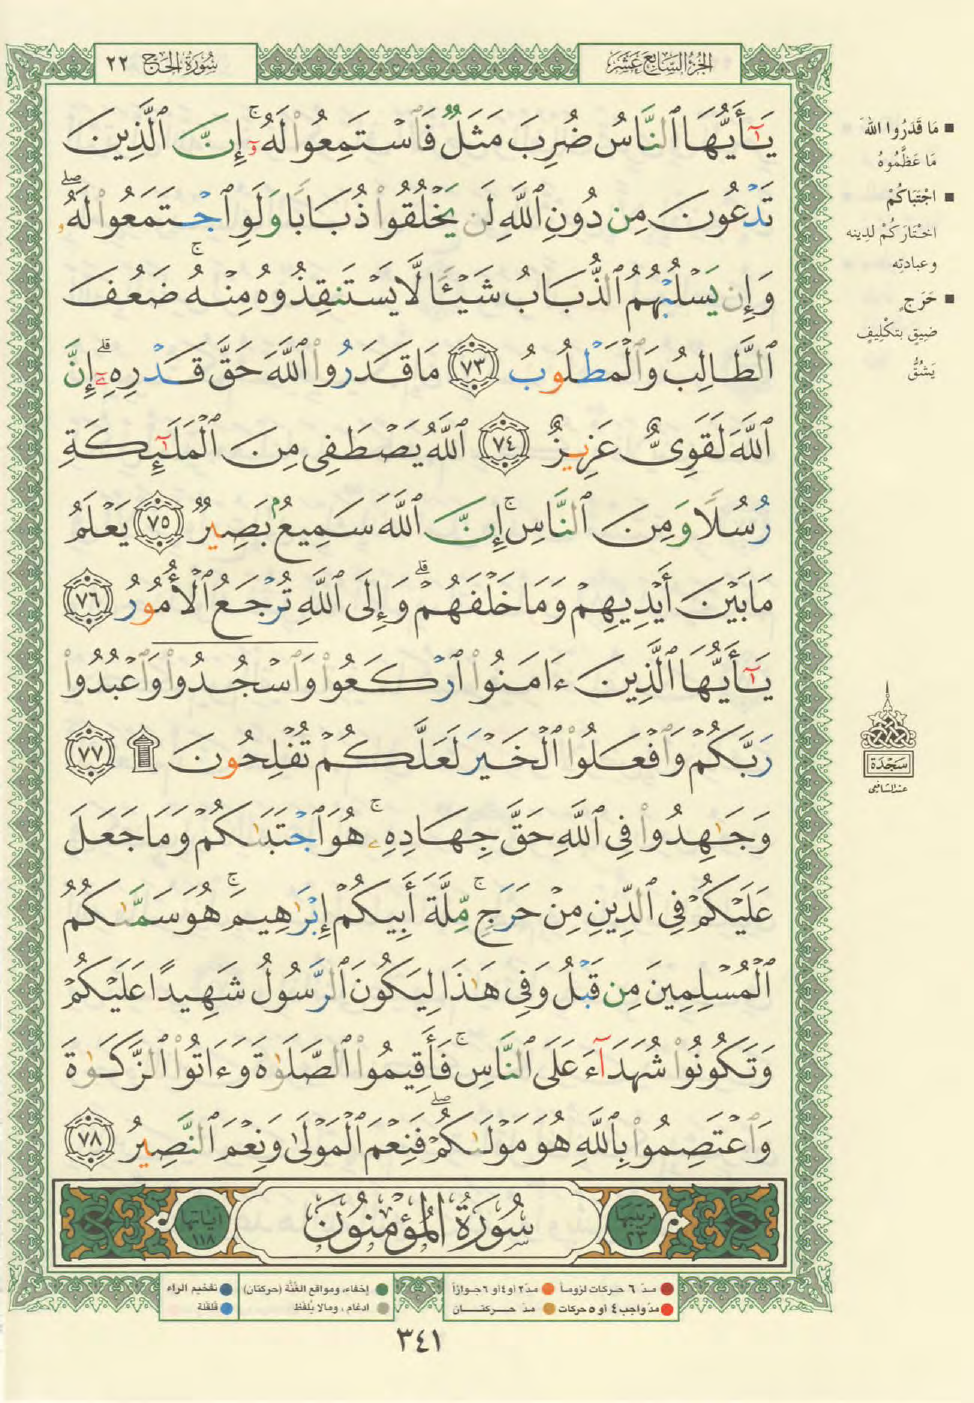 سُورَةُ الحَجّ ٢٢
الجُزْءُ السَّابِعَ عَشَرَ
يَٰٓأَيُّهَا ٱلنَّاسُ ضُرِبَ مَثَلٌ فَٱسْتَمِعُوا۟ لَهُۥٓ ۚ إِنَّ ٱلَّذِينَ
تَدْعُونَ مِن دُونِ ٱللَّهِ لَن يَخْلُقُوا۟ ذُبَابًا وَلَوِ ٱجْتَمَعُوا۟ لَهُۥ ۖ
وَإِن يَسْلُبْهُمُ ٱلذُّبَابُ شَيْـًٔا لَّا يَسْتَنقِذُوهُ مِنْهُ ۚ ضَعُفَ
ٱلطَّالِبُ وَٱلْمَطْلُوبُ ٧٣ مَا قَدَرُوا۟ ٱللَّهَ حَقَّ قَدْرِهِۦٓ ۗ إِنَّ
ٱللَّهَ لَقَوِىٌّ عَزِيزٌ ٧٤ ٱللَّهُ يَصْطَفِى مِنَ ٱلْمَلَٰٓئِكَةِ
رُسُلًا وَمِنَ ٱلنَّاسِ ۚ إِنَّ ٱللَّهَ سَمِيعٌۢ بَصِيرٌ ٧٥ يَعْلَمُ
مَا بَيْنَ أَيْدِيهِمْ وَمَا خَلْفَهُمْ ۗ وَإِلَى ٱللَّهِ تُرْجَعُ ٱلْأُمُورُ ٧٦
يَٰٓأَيُّهَا ٱلَّذِينَ ءَامَنُوا۟ ٱرْكَعُوا۟ وَٱسْجُدُوا۟ وَٱعْبُدُوا۟
رَبَّكُمْ وَٱفْعَلُوا۟ ٱلْخَيْرَ لَعَلَّكُمْ تُفْلِحُونَ ۩ ٧٧
وَجَٰهِدُوا۟ فِى ٱللَّهِ حَقَّ جِهَادِهِۦ ۚ هُوَ ٱجْتَبَىٰكُمْ وَمَا جَعَلَ
عَلَيْكُمْ فِى ٱلدِّينِ مِنْ حَرَجٍ ۚ مِّلَّةَ أَبِيكُمْ إِبْرَٰهِيمَ ۚ هُوَ سَمَّىٰكُمُ
ٱلْمُسْلِمِينَ مِن قَبْلُ وَفِى هَٰذَا لِيَكُونَ ٱلرَّسُولُ شَهِيدًا عَلَيْكُمْ
وَتَكُونُوا۟ شُهَدَآءَ عَلَى ٱلنَّاسِ ۚ فَأَقِيمُوا۟ ٱلصَّلَوٰةَ وَءَاتُوا۟ ٱلزَّكَوٰةَ
وَٱعْتَصِمُوا۟ بِٱللَّهِ هُوَ مَوْلَىٰكُمْ ۖ فَنِعْمَ ٱلْمَوْلَىٰ وَنِعْمَ ٱلنَّصِيرُ ٧٨
ترتيبها ٢٣
سُورَةُ المُؤْمِنُون
آياتها ١١٨
مدّ ٦ حركات لزوماً
مدّ ٢ أو ٤ أو ٦ جوازاً
إخفاء، ومواقع الغُنَّة (حركتان)
تفخيم الراء
مدّ واجب ٤ أو ٥ حركات
مدّ حركتان
ادغام ، ومالا يُلفظ
قلقلة
٣٤١
■ مَا قَدَرُوا اللهَ
مَا عَظَّمُوهُ
■ اجْتَبَاكُمْ
اخْتَارَكُمْ لدِينه
وعبادته
■ حَرَجٍ
ضيقٍ بتكْلِيفٍ
يَشُقُّ
سَجْدَة
عند الشافعي